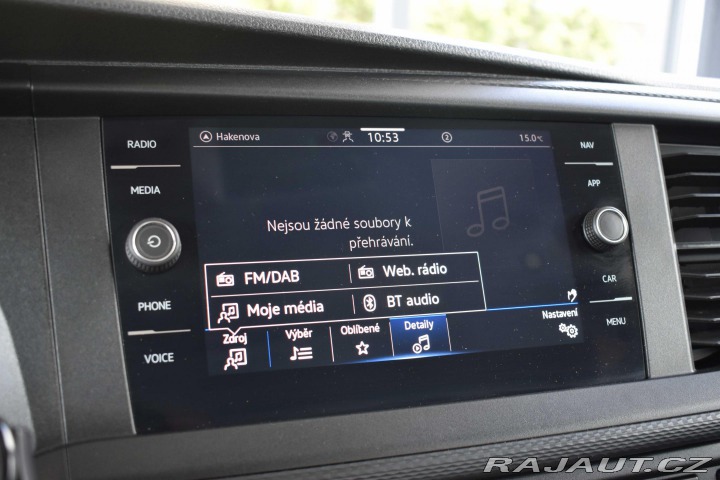 RADIO
MEDIA
PHONE
VOICE
Hakenova
10:53
2
15.0°C
Nejsou žádné soubory k
přehrávání.
FM/DAB
Web. rádio
Moje média
BT audio
Zdroj
Výběr
Oblíbené
Detaily
Nastavení
NAV
APP
CAR
MENU
RAJAUT.CZ